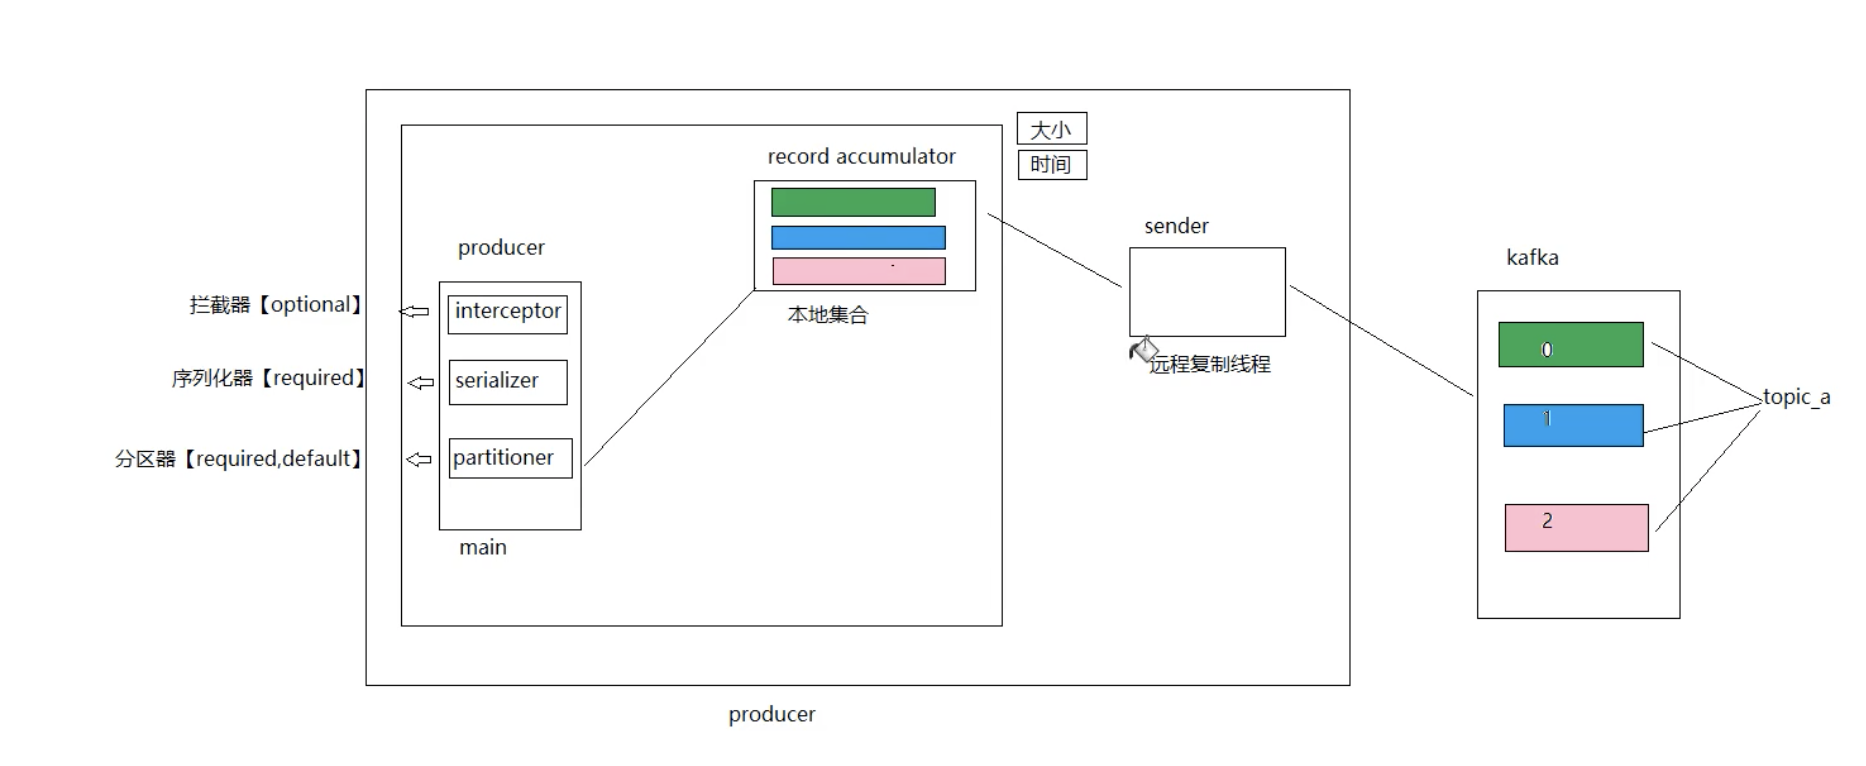 大小
时间
record accumulator
本地集合
sender
远程复制线程
producer
interceptor
serializer
partitioner
main
拦截器【optional】
序列化器【required】
分区器【required,default】
kafka
0
1
2
topic_a
producer